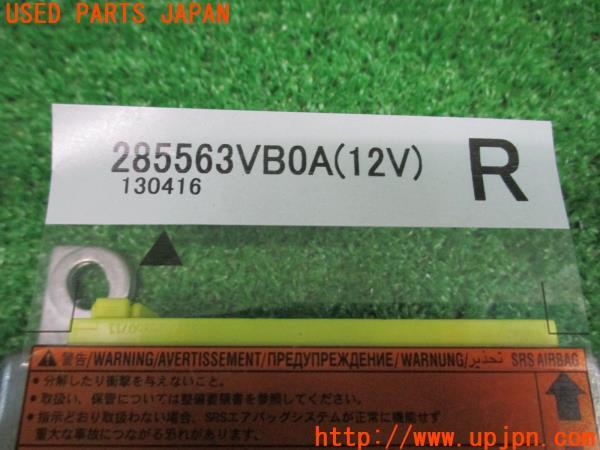 USED PARTS JAPAN
285563VB0A(12V)
130416
R
警告/WARNING/AVERTISSEMENT/ПРЕДУПРЕЖДЕНИЕ/WARNUNG/تحذير SRS AIRBAG
●分解したり衝撃を与えないこと。
●取扱い、保管については整備要領書を参照してください。
●指示どおり取扱わない場合、SRSエアバッグシステムが正常に機能せず
重大な事故につながる恐れがあります。
http://www.upjpn.com